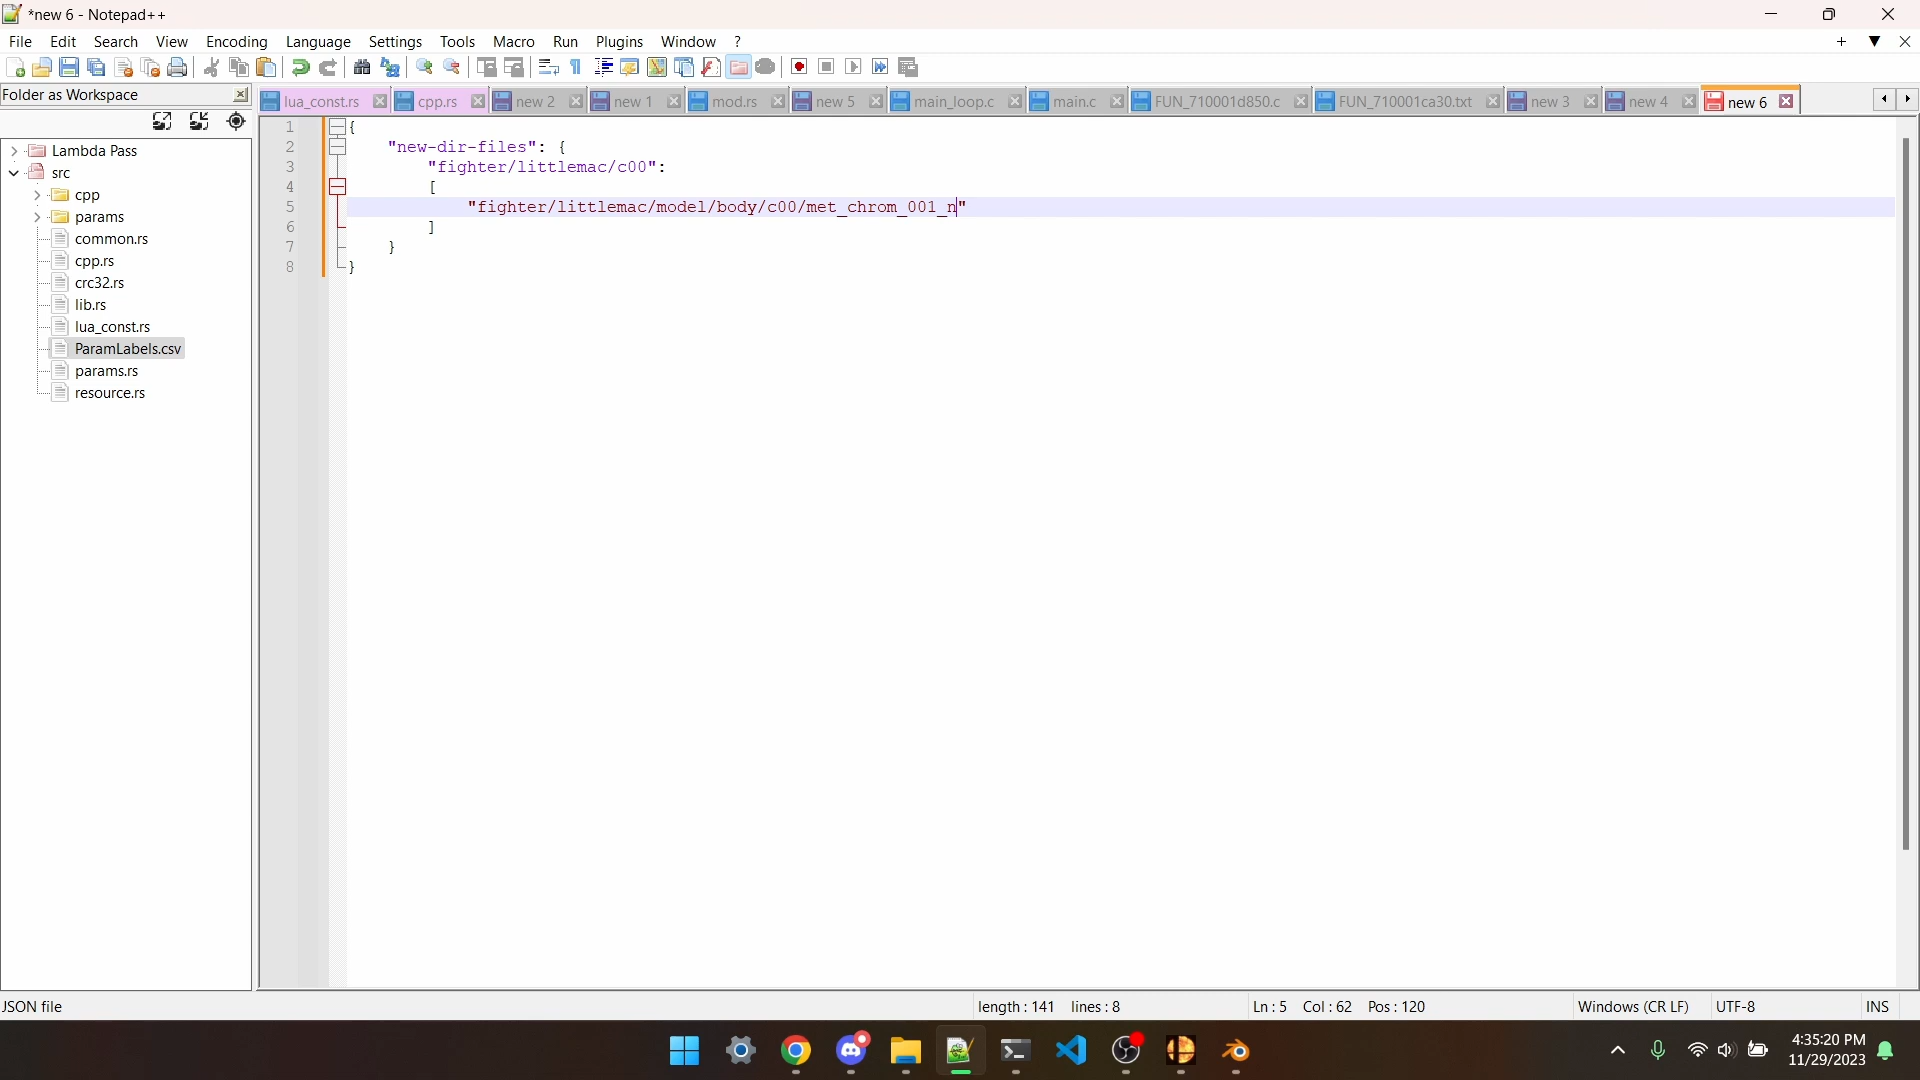 *new 6 - Notepad++
File Edit Search View Encoding Language Settings Tools Macro Run Plugins Window ?
Folder as Workspace
lua_const.rs cpp.rs new 2 new 1 mod.rs new 5 main_loop.c main.c FUN_710001d850.c FUN_710001ca30.txt new 3 new 4 new 6
Lambda Pass
src
cpp
params
common.rs
cpp.rs
crc32.rs
lib.rs
lua_const.rs
ParamLabels.csv
params.rs
resource.rs
1 {
2 "new-dir-files": {
3 "fighter/littlemac/c00":
4 [
5 "fighter/littlemac/model/body/c00/met_chrom_001_n"
6 ]
7 }
8 }
JSON file length : 141 lines : 8 Ln : 5 Col : 62 Pos : 120 Windows (CR LF) UTF-8 INS
4:35:20 PM
11/29/2023